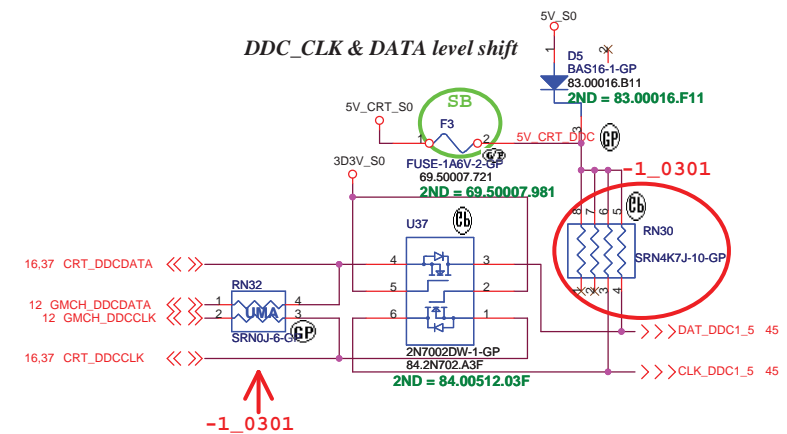 5V_S0
DDC_CLK & DATA level shift
1
2
D5
BAS16-1-GP
83.00016.B11
2ND = 83.00016.F11
SB
5V_CRT_S0
F3
1
2
5V_CRT_DDC
3
GP
G/P
FUSE-1A6V-2-GP
69.50007.721
2ND = 69.50007.981
3D3V_S0
-1_0301
8
7
6
5
Cb
RN30
SRN4K7J-10-GP
1
2
3
4
U37
Cb
4
3
5
2
6
1
2N7002DW-1-GP
84.2N702.A3F
2ND = 84.00512.03F
16,37 CRT_DDCDATA
RN32
12 GMCH_DDCDATA
1
4
12 GMCH_DDCCLK
2
3
UMA
SRN0J-6-GP
GP
16,37 CRT_DDCCLK
DAT_DDC1_5 45
CLK_DDC1_5 45
-1_0301